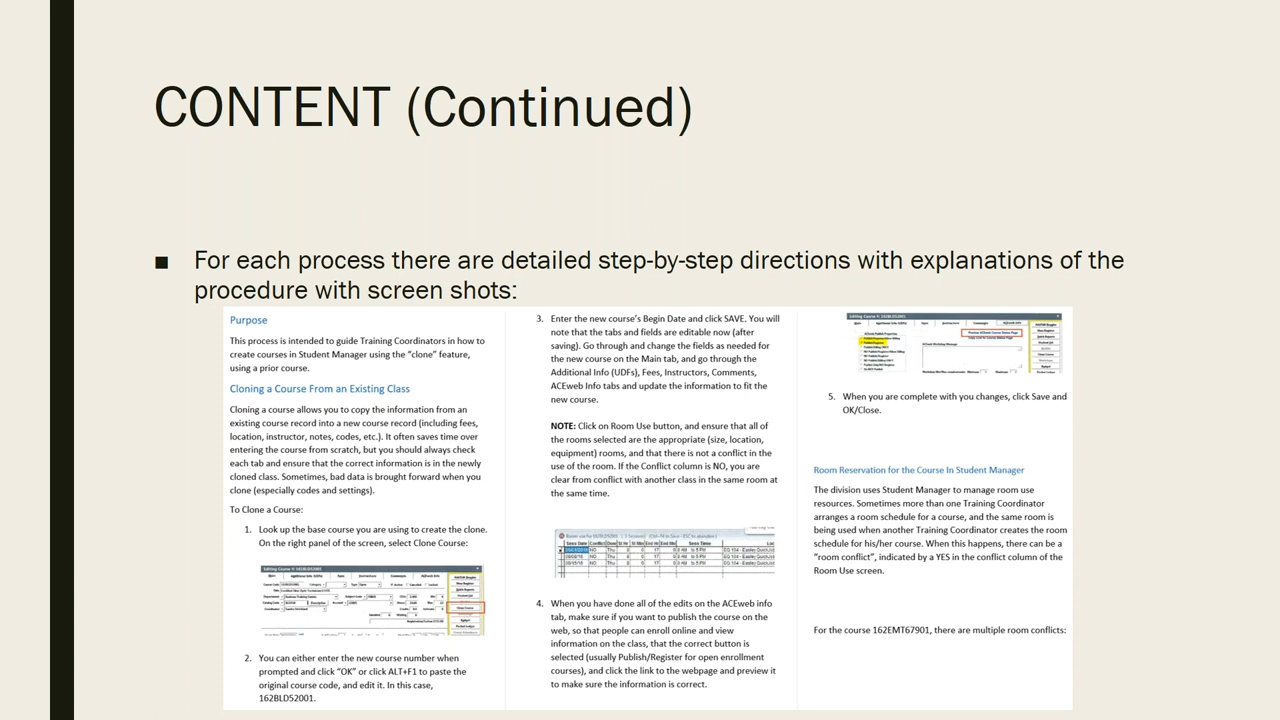 CONTENT (Continued)
■ For each process there are detailed step-by-step directions with explanations of the
procedure with screen shots:
Purpose
This process is intended to guide Training Coordinators in how to
create courses in Student Manager using the “clone” feature,
using a prior course.
Cloning a Course From an Existing Class
Cloning a course allows you to copy the information from an
existing course record into a new course record (including fees,
location, instructor, notes, codes, etc.). It often saves time over
entering the course from scratch, but you should always check
each tab and ensure that the correct information is in the newly
cloned class. Sometimes, bad data is brought forward when you
clone (especially codes and settings).
To Clone a Course:
1. Look up the base course you are using to create the clone.
On the right panel of the screen, select Clone Course:
Editing Course #: 162BLD52001
2. You can either enter the new course number when
prompted and click “OK” or click ALT+F1 to paste the
original course code, and edit it. In this case,
162BLD52001.
3. Enter the new course’s Begin Date and click SAVE. You will
note that the tabs and fields are editable now (after
saving). Go through and change the fields as needed for
the new course on the Main tab, and go through the
Additional Info (UDFs), Fees, Instructors, Comments,
ACEweb Info tabs and update the information to fit the
new course.
NOTE: Click on Room Use button, and ensure that all of
the rooms selected are the appropriate (size, location,
equipment) rooms, and that there is not a conflict in the
use of the room. If the Conflict column is NO, you are
clear from conflict with another class in the same room at
the same time.
4. When you have done all of the edits on the ACEweb info
tab, make sure if you want to publish the course on the
web, so that people can enroll online and view
information on the class, that the correct button is
selected (usually Publish/Register for open enrollment
courses), and click the link to the webpage and preview it
to make sure the information is correct.
Editing Course #: 162BLD52001
5. When you are complete with you changes, click Save and
OK/Close.
Room Reservation for the Course In Student Manager
The division uses Student Manager to manage room use
resources. Sometimes more than one Training Coordinator
arranges a room schedule for a course, and the same room is
being used when another Training Coordinator creates the room
schedule for his/her course. When this happens, there can be a
“room conflict”, indicated by a YES in the conflict column of the
Room Use screen.
For the course 162EMT67901, there are multiple room conflicts: